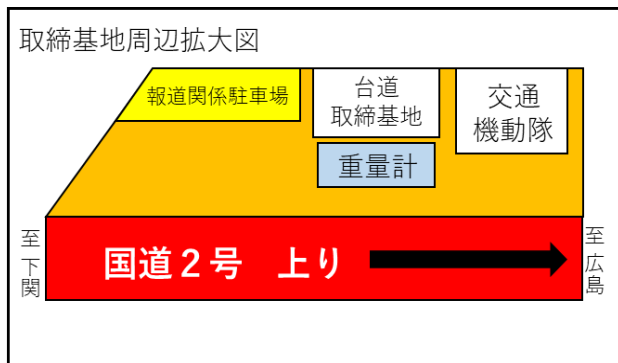 取締基地周辺拡大図
報道関係駐車場
台道
取締基地
交通
機動隊
重量計
至下関
国道２号　上り
至広島